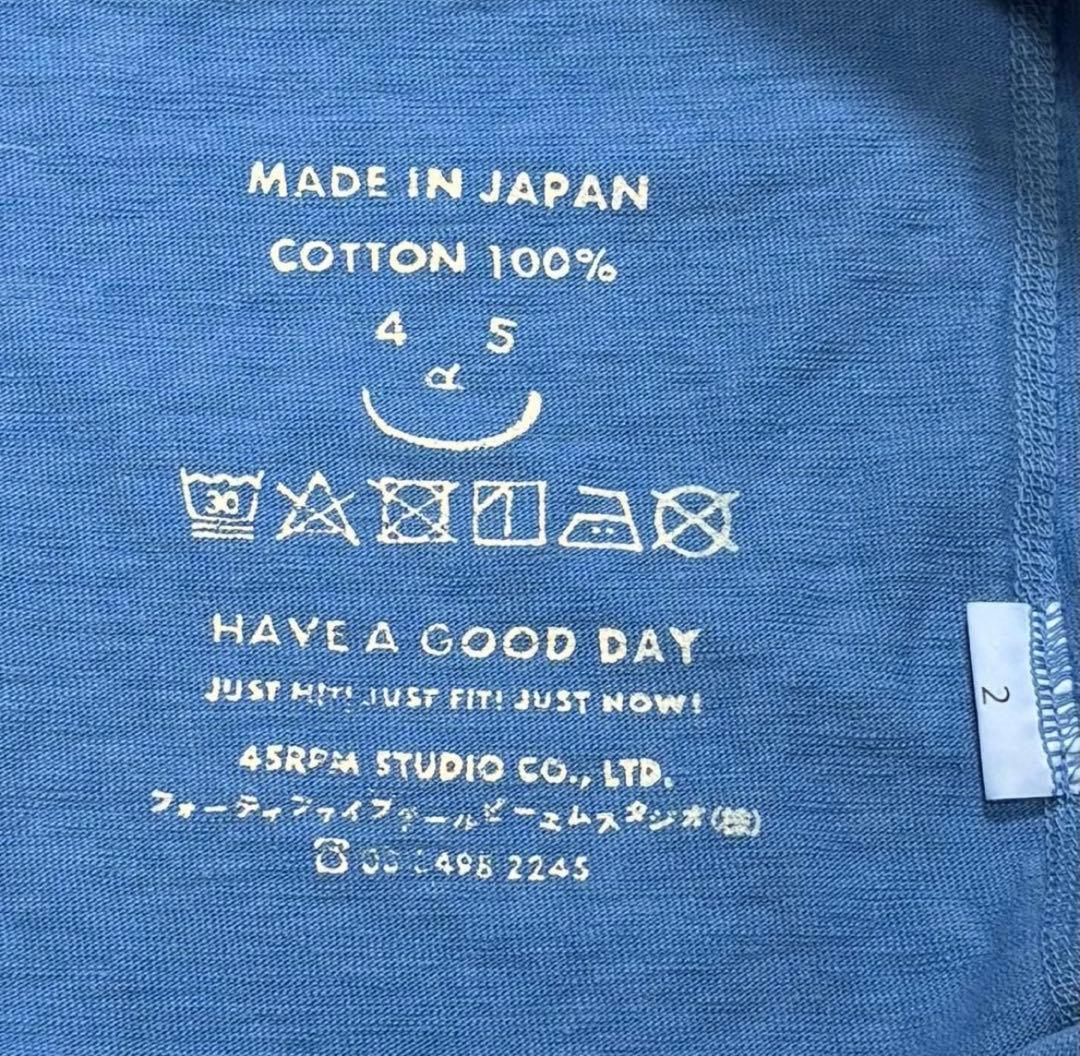 MADE IN JAPAN
COTTON 100%
4 5
R
30
HAVE A GOOD DAY
JUST HIT! JUST FIT! JUST NOW!
45RPM STUDIO CO., LTD.
フォーティファイブアールピーエムスタジオ(株)
2245
2